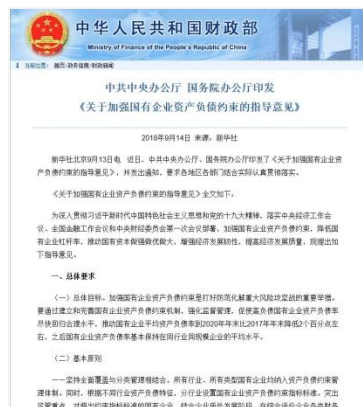 中华人民共和国财政部
Ministry of Finance of the People's Republic of China
当前位置：首页>政务信息>财政新闻
中共中央办公厅 国务院办公厅印发
《关于加强国有企业资产负债约束的指导意见》
2018年9月14日 来源：新华社
新华社北京9月13日电 近日，中共中央办公厅、国务院办公厅印发了《关于加强国有企业资
产负债约束的指导意见》，并发出通知，要求各地区各部门结合实际认真贯彻落实。
《关于加强国有企业资产负债约束的指导意见》全文如下。
为深入贯彻习近平新时代中国特色社会主义思想和党的十九大精神，落实中央经济工作会
议、全国金融工作会议和中央财经委员会第一次会议部署，加强国有企业资产负债约束，降低国
有企业杠杆率，推动国有资本做强做优做大，增强经济发展韧性，提高经济发展质量，现提出如
下指导意见。
一、总体要求
（一）总体目标。加强国有企业资产负债约束是打好防范化解重大风险攻坚战的重要举措。
要通过建立和完善国有企业资产负债约束机制，强化监督管理，促使高负债国有企业资产负债率
尽快回归合理水平，推动国有企业平均资产负债率到2020年年末比2017年年末降低2个百分点左
右，之后国有企业资产负债率基本保持在同行业同规模企业的平均水平。
（二）基本原则
——坚持全面覆盖与分类管理相结合。所有行业、所有类型国有企业均纳入资产负债约束管
理体制。同时，根据不同行业资产负债特征，分行业设置国有企业资产负债约束指标标准。突出